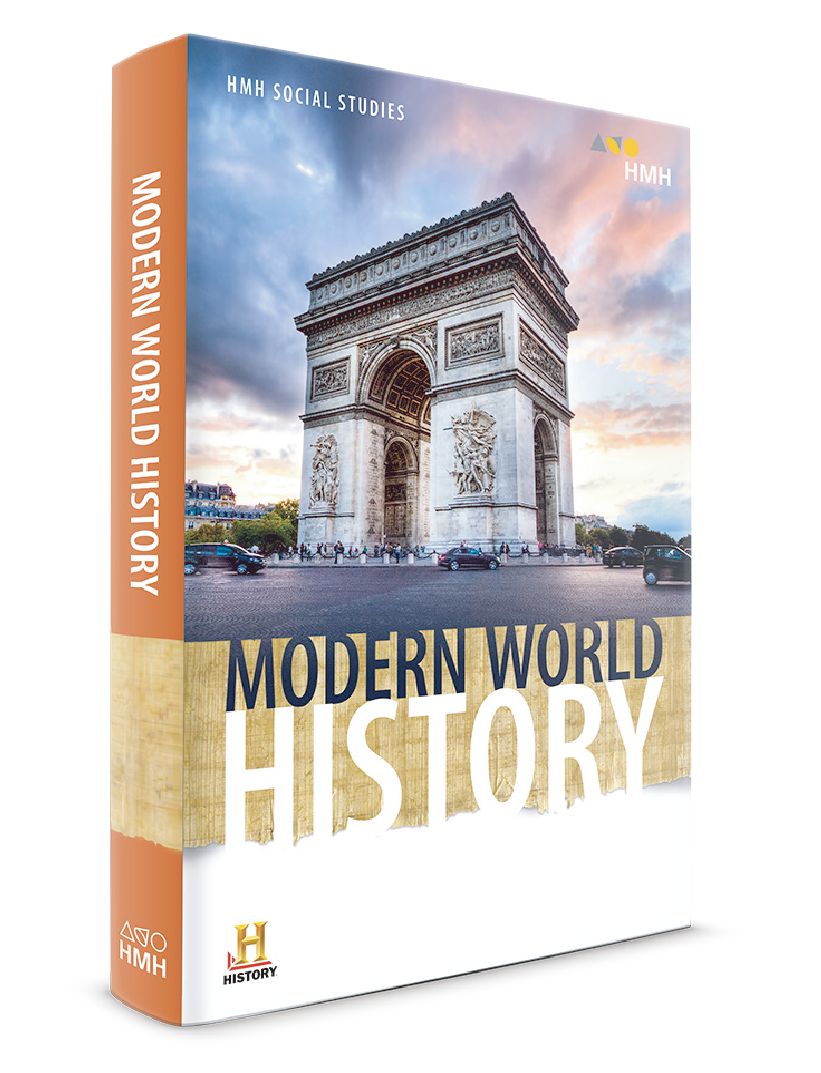 HMH SOCIAL STUDIES
HMH
MODERN WORLD HISTORY
MODERN WORLD
HISTORY
H
HISTORY
HMH